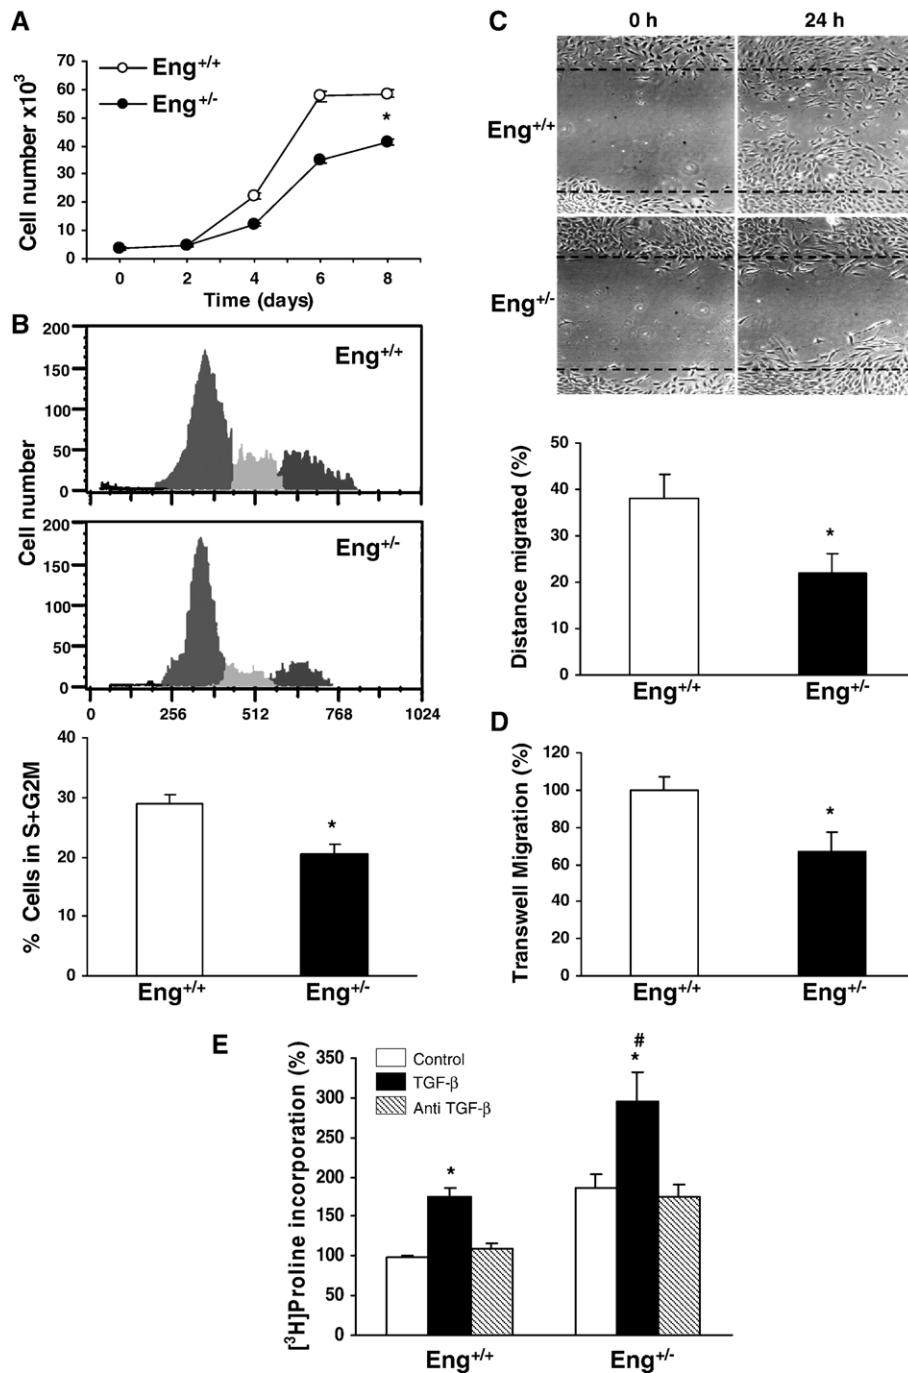 A
Cell number x10³
70
60
50
40
30
20
10
0
Eng+/+
Eng+/-
*
0 2 4 6 8
Time (days)
B
Cell number
200
150
100
50
0
Eng+/+
200
150
100
50
0
Eng+/-
0 256 512 768 1024
% Cells in S+G2M
40
30
20
10
0
*
Eng+/+ Eng+/-
C
0 h 24 h
Eng+/+
Eng+/-
Distance migrated (%)
50
40
30
20
10
0
*
Eng+/+ Eng+/-
D
Transwell Migration (%)
120
100
80
60
40
20
0
*
Eng+/+ Eng+/-
E
[³H]Proline incorporation (%)
350
300
250
200
150
100
50
0
Control
TGF-β
Anti TGF-β
*
#
*
Eng+/+ Eng+/-